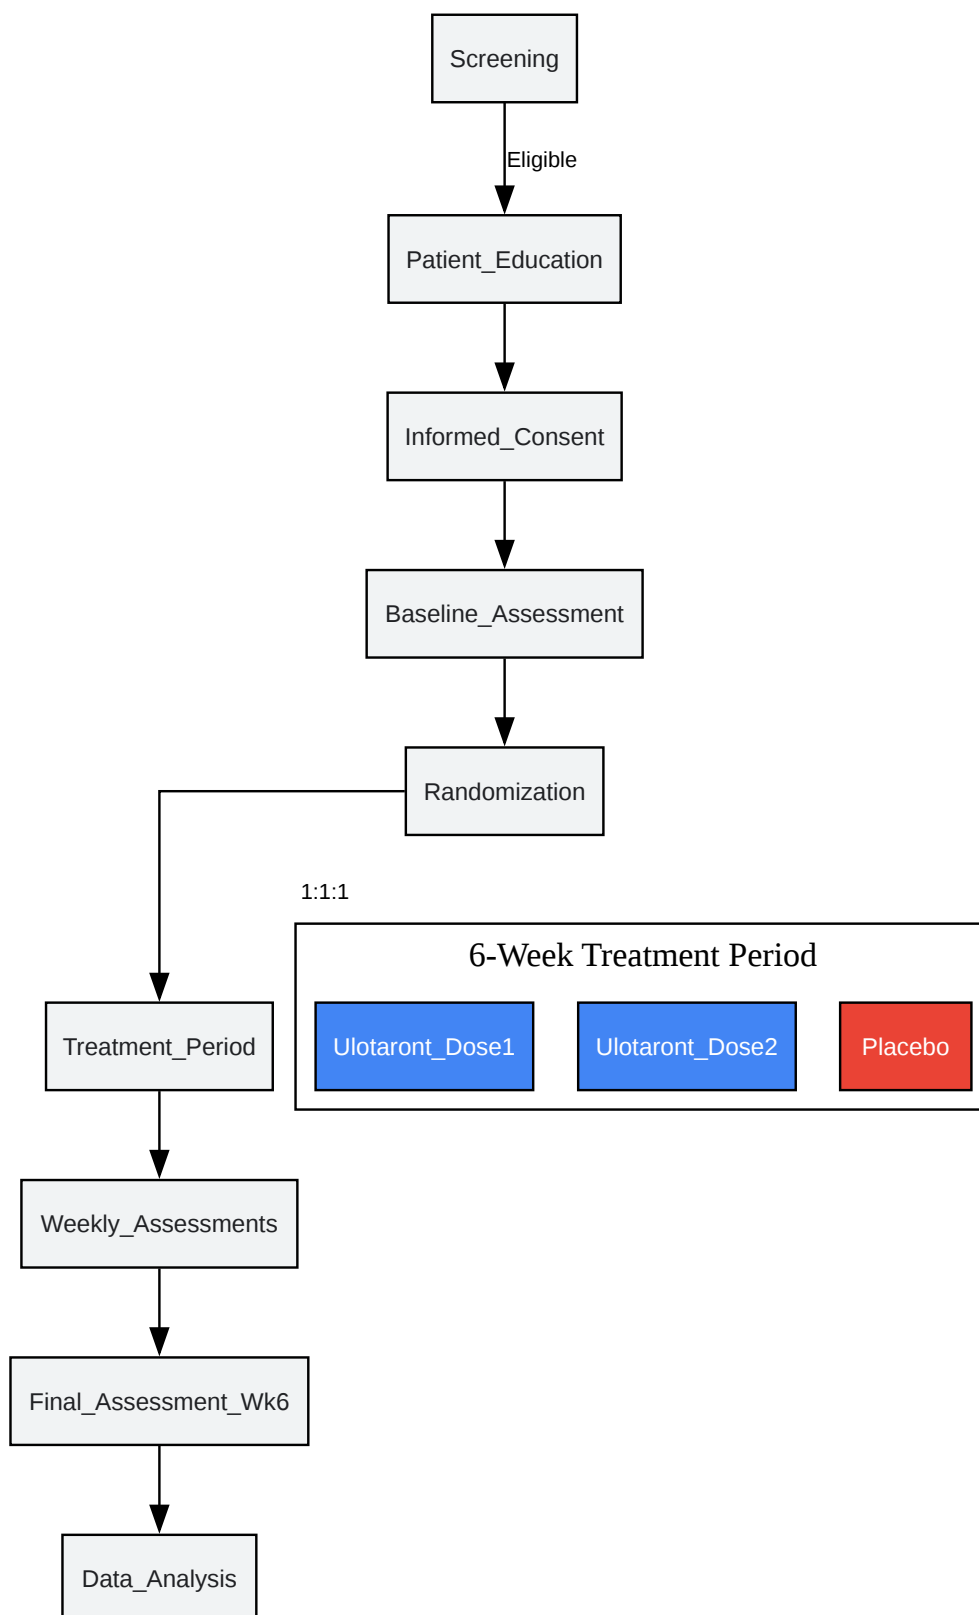 Screening
Eligible
Patient_Education
Informed_Consent
Baseline_Assessment
Randomization
1:1:1
6-Week Treatment Period
Treatment_Period
Ulotaront_Dose1
Ulotaront_Dose2
Placebo
Weekly_Assessments
Final_Assessment_Wk6
Data_Analysis